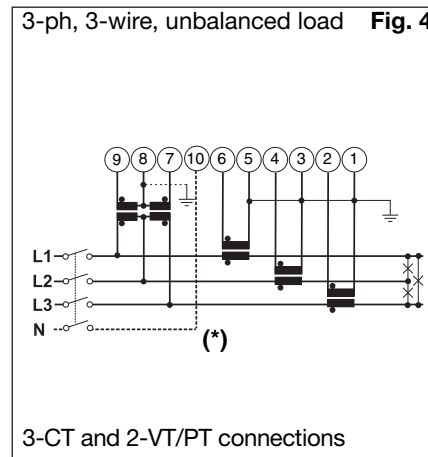 3-ph, 3-wire, unbalanced load Fig. 4
9 8 7 10 6 5 4 3 2 1
L1
L2
L3
N
(*)
3-CT and 2-VT/PT connections